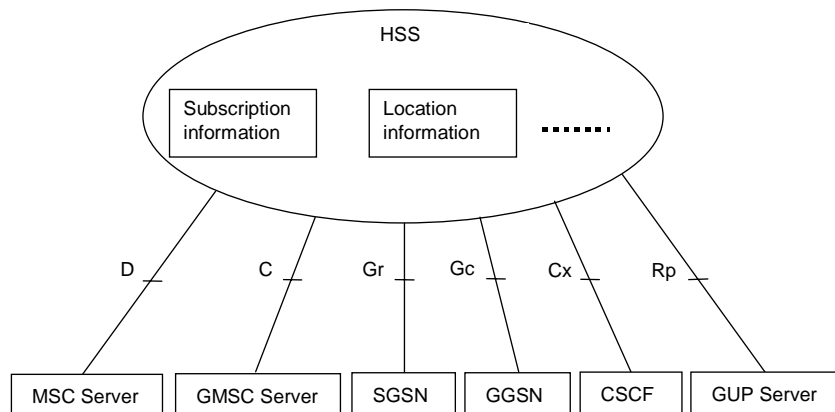 HSS
Subscription
information
Location
information
D
C
Gr
Gc
Cx
Rp
MSC Server
GMSC Server
SGSN
GGSN
CSCF
GUP Server